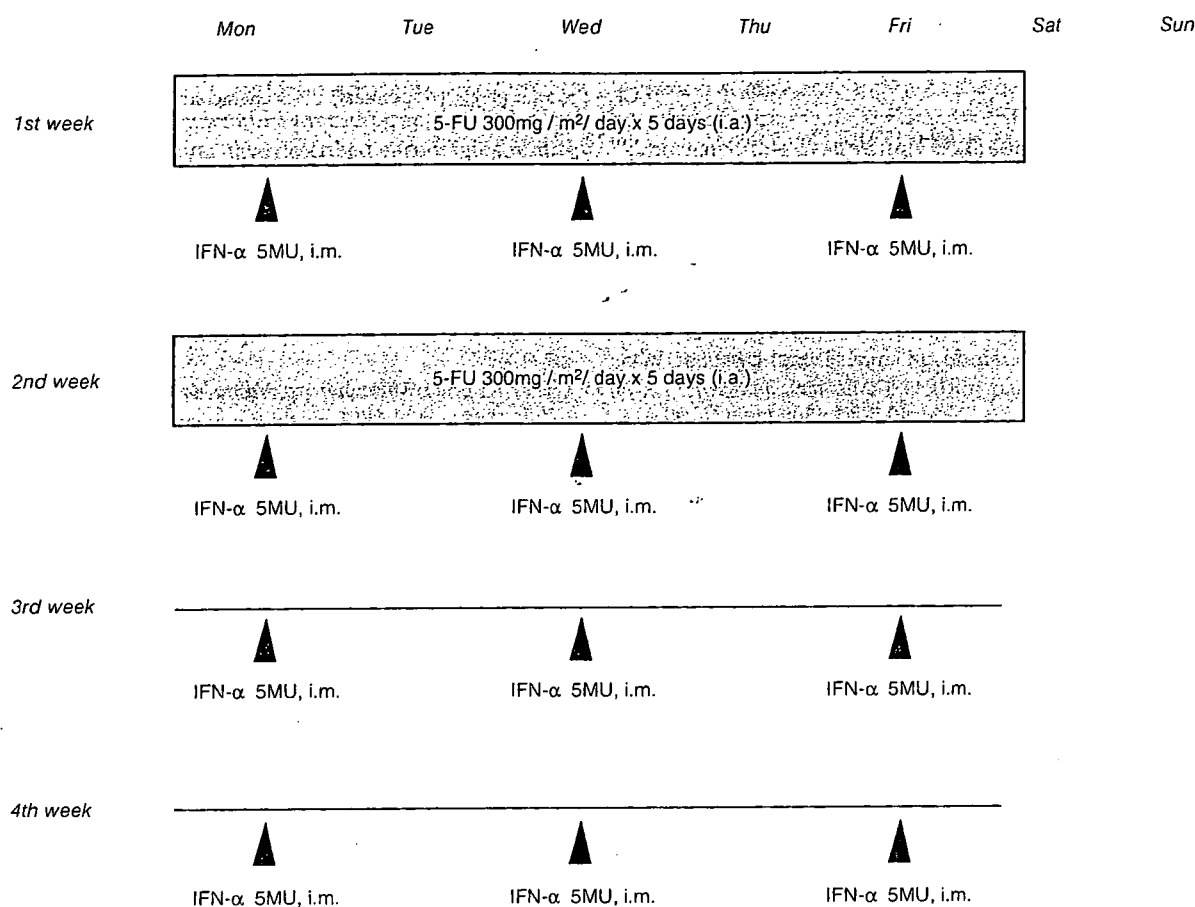 Mon Tue Wed Thu Fri Sat Sun
1st week
5-FU 300mg / m²/ day x 5 days (i.a.)
IFN-α 5MU, i.m. IFN-α 5MU, i.m. IFN-α 5MU, i.m.
2nd week
5-FU 300mg / m²/ day x 5 days (i.a.)
IFN-α 5MU, i.m. IFN-α 5MU, i.m. IFN-α 5MU, i.m.
3rd week
IFN-α 5MU, i.m. IFN-α 5MU, i.m. IFN-α 5MU, i.m.
4th week
IFN-α 5MU, i.m. IFN-α 5MU, i.m. IFN-α 5MU, i.m.